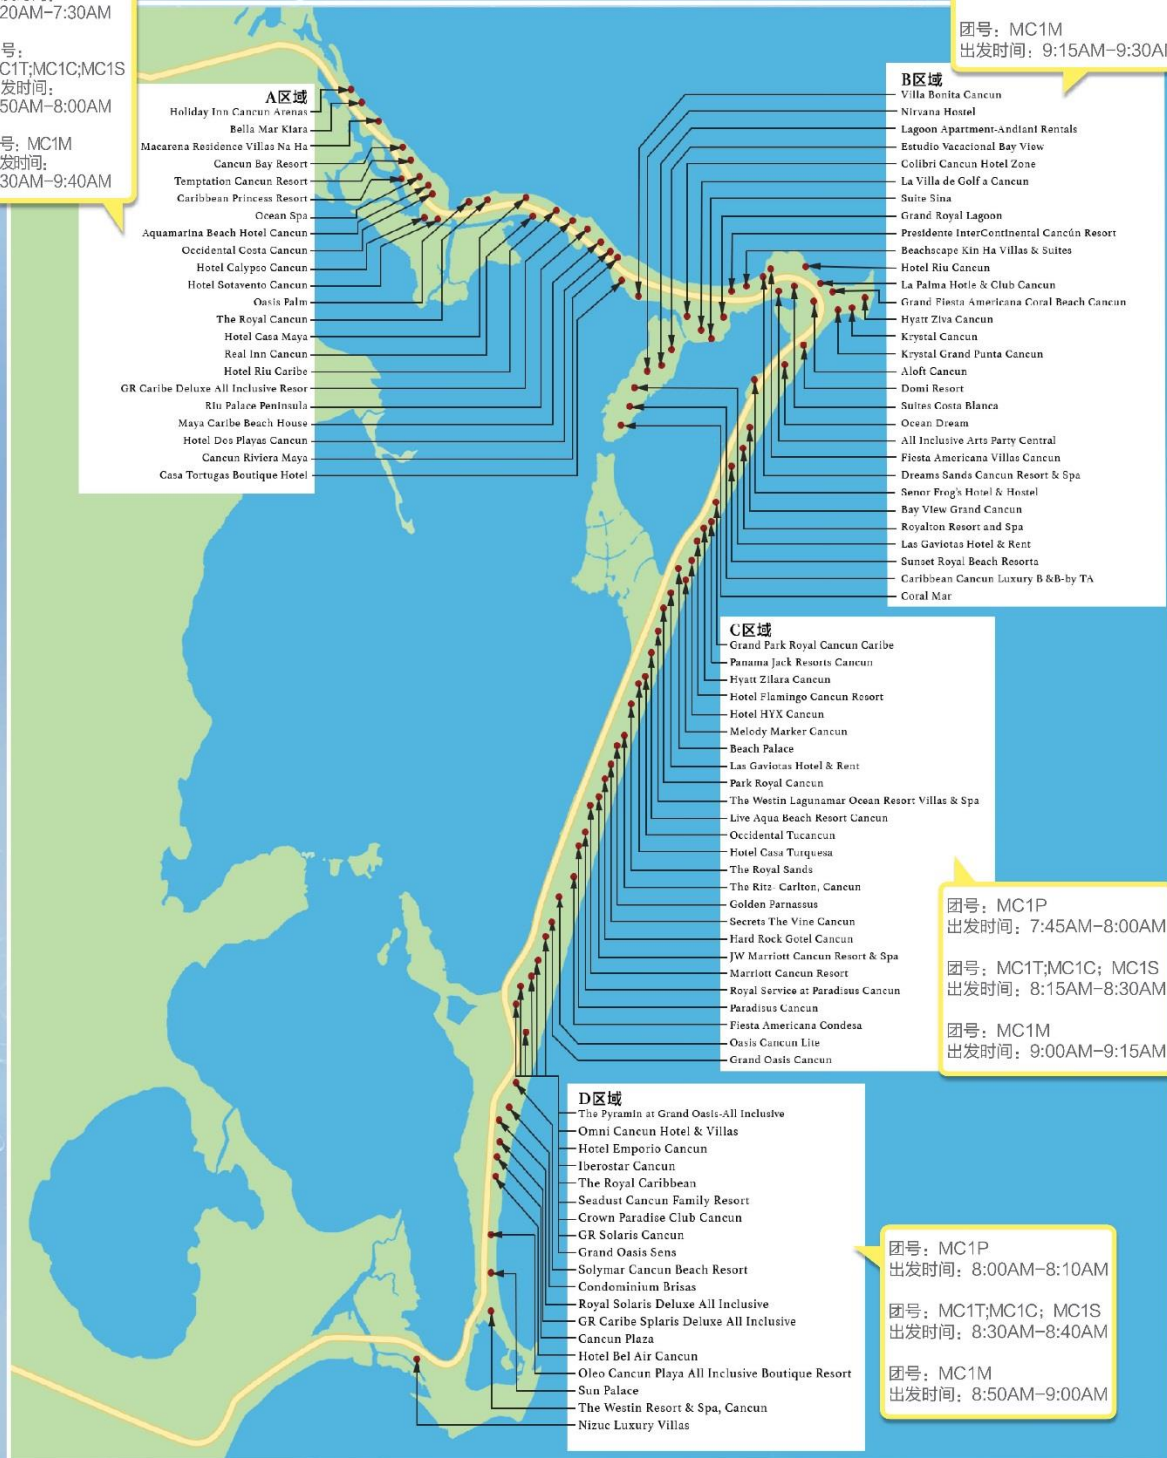 20AM-7:30AM
号：
C1T;MC1C;MC1S
发时间：
50AM-8:00AM
号：MC1M
发时间：
30AM-9:40AM
团号：MC1M
出发时间：9:15AM-9:30AM
A区域
Holiday Inn Cancun Arenas
Bella Mar Kiara
Macarena Residence Villas Na Ha
Cancun Bay Resort
Temptation Cancun Resort
Caribbean Princess Resort
Ocean Spa
Aquamarina Beach Hotel Cancun
Occidental Costa Cancun
Hotel Calypso Cancun
Hotel Sotavento Cancun
Oasis Palm
The Royal Cancun
Hotel Casa Maya
Real Inn Cancun
Hotel Riu Caribe
GR Caribe Deluxe All Inclusive Resor
Riu Palace Peninsula
Maya Caribe Beach House
Hotel Dos Playas Cancun
Cancun Riviera Maya
Casa Tortugas Boutique Hotel
B区域
Villa Bonita Cancun
Nirvana Hostel
Lagoon Apartment-Andiani Rentals
Estudio Vacacional Bay View
Colibri Cancun Hotel Zone
La Villa de Golf a Cancun
Suite Sina
Grand Royal Lagoon
Presidente InterContinental Cancún Resort
Beachscape Kin Ha Villas & Suites
Hotel Riu Cancun
La Palma Hotle & Club Cancun
Grand Fiesta Americana Coral Beach Cancun
Hyatt Ziva Cancun
Krystal Cancun
Krystal Grand Punta Cancun
Aloft Cancun
Domi Resort
Suites Costa Blanca
Ocean Dream
All Inclusive Arts Party Central
Fiesta Americana Villas Cancun
Dreams Sands Cancun Resort & Spa
Senor Frog's Hotel & Hostel
Bay View Grand Cancun
Royalton Resort and Spa
Las Gaviotas Hotel & Rent
Sunset Royal Beach Resorta
Caribbean Cancun Luxury B &B-by TA
Coral Mar
C区域
Grand Park Royal Cancun Caribe
Panama Jack Resorts Cancun
Hyatt Zilara Cancun
Hotel Flamingo Cancun Resort
Hotel HYX Cancun
Melody Marker Cancun
Beach Palace
Las Gaviotas Hotel & Rent
Park Royal Cancun
The Westin Lagunamar Ocean Resort Villas & Spa
Live Aqua Beach Resort Cancun
Occidental Tucancun
Hotel Casa Turquesa
The Royal Sands
The Ritz- Carlton, Cancun
Golden Parnassus
Secrets The Vine Cancun
Hard Rock Gotel Cancun
JW Marriott Cancun Resort & Spa
Marriott Cancun Resort
Royal Service at Paradisus Cancun
Paradisus Cancun
Fiesta Americana Condesa
Oasis Cancun Lite
Grand Oasis Cancun
团号：MC1P
出发时间：7:45AM-8:00AM
团号：MC1T;MC1C；MC1S
出发时间：8:15AM-8:30AM
团号：MC1M
出发时间：9:00AM-9:15AM
D区域
The Pyramin at Grand Oasis-All Inclusive
Omni Cancun Hotel & Villas
Hotel Emporio Cancun
Iberostar Cancun
The Royal Caribbean
Seadust Cancun Family Resort
Crown Paradise Club Cancun
GR Solaris Cancun
Grand Oasis Sens
Solymar Cancun Beach Resort
Condominium Brisas
Royal Solaris Deluxe All Inclusive
GR Caribe Splaris Deluxe All Inclusive
Cancun Plaza
Hotel Bel Air Cancun
Oleo Cancun Playa All Inclusive Boutique Resort
Sun Palace
The Westin Resort & Spa, Cancun
Nizuc Luxury Villas
团号：MC1P
出发时间：8:00AM-8:10AM
团号：MC1T;MC1C；MC1S
出发时间：8:30AM-8:40AM
团号：MC1M
出发时间：8:50AM-9:00AM